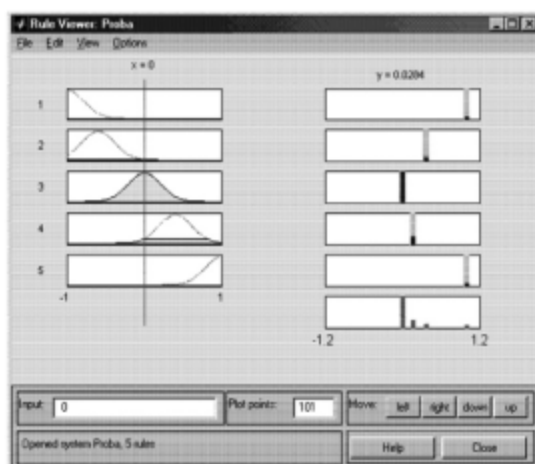 Rule Viewer: Proba
File Edit View Options
x = 0
y = 0.0284
1
2
3
4
5
-1 1
-1.2 1.2
Input: 0
Plot points: 101
Move: left right down up
Opened system Proba, 5 rules
Help Close